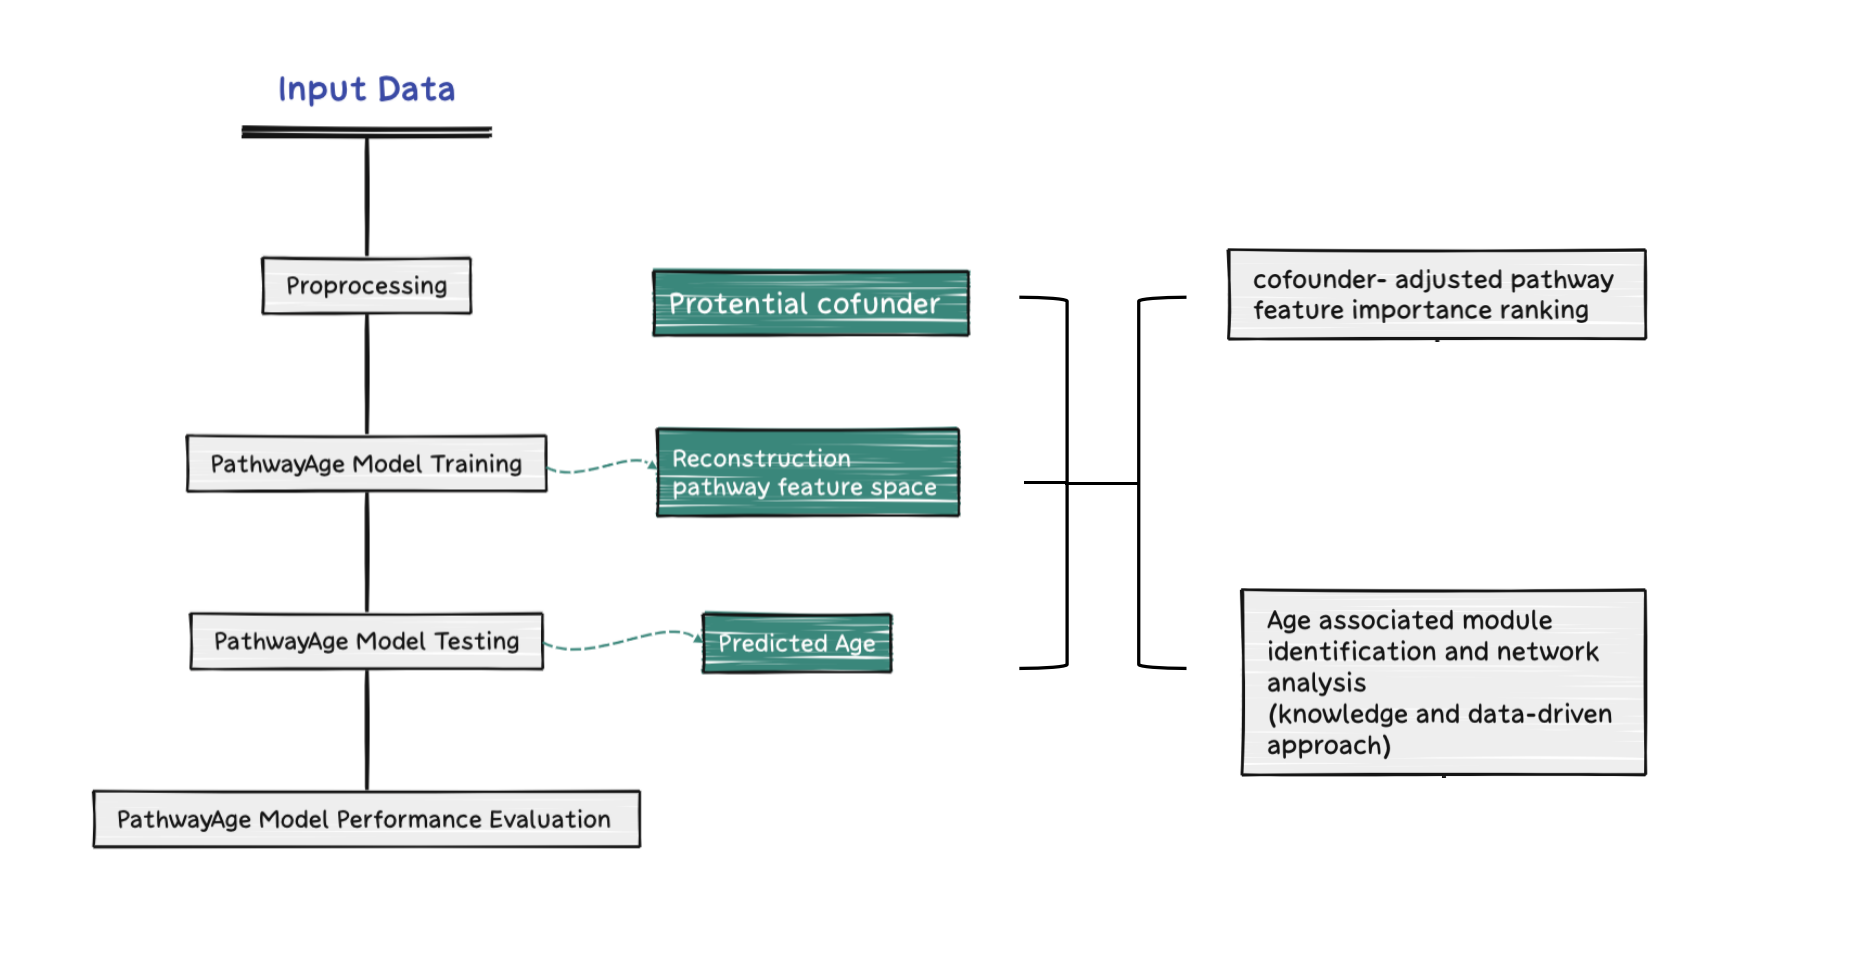 Input Data
Proprocessing
PathwayAge Model Training
PathwayAge Model Testing
PathwayAge Model Performance Evaluation
Protential cofunder
Reconstruction
pathway feature space
Predicted Age
cofounder- adjusted pathway
feature importance ranking
Age associated module
identification and network
analysis
(knowledge and data-driven
approach)